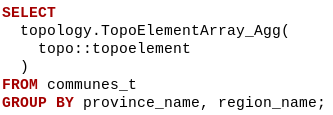 SELECT
  topology.TopoElementArray_Agg(
    topo::topoelement
  )
FROM communes_t
GROUP BY province_name, region_name;